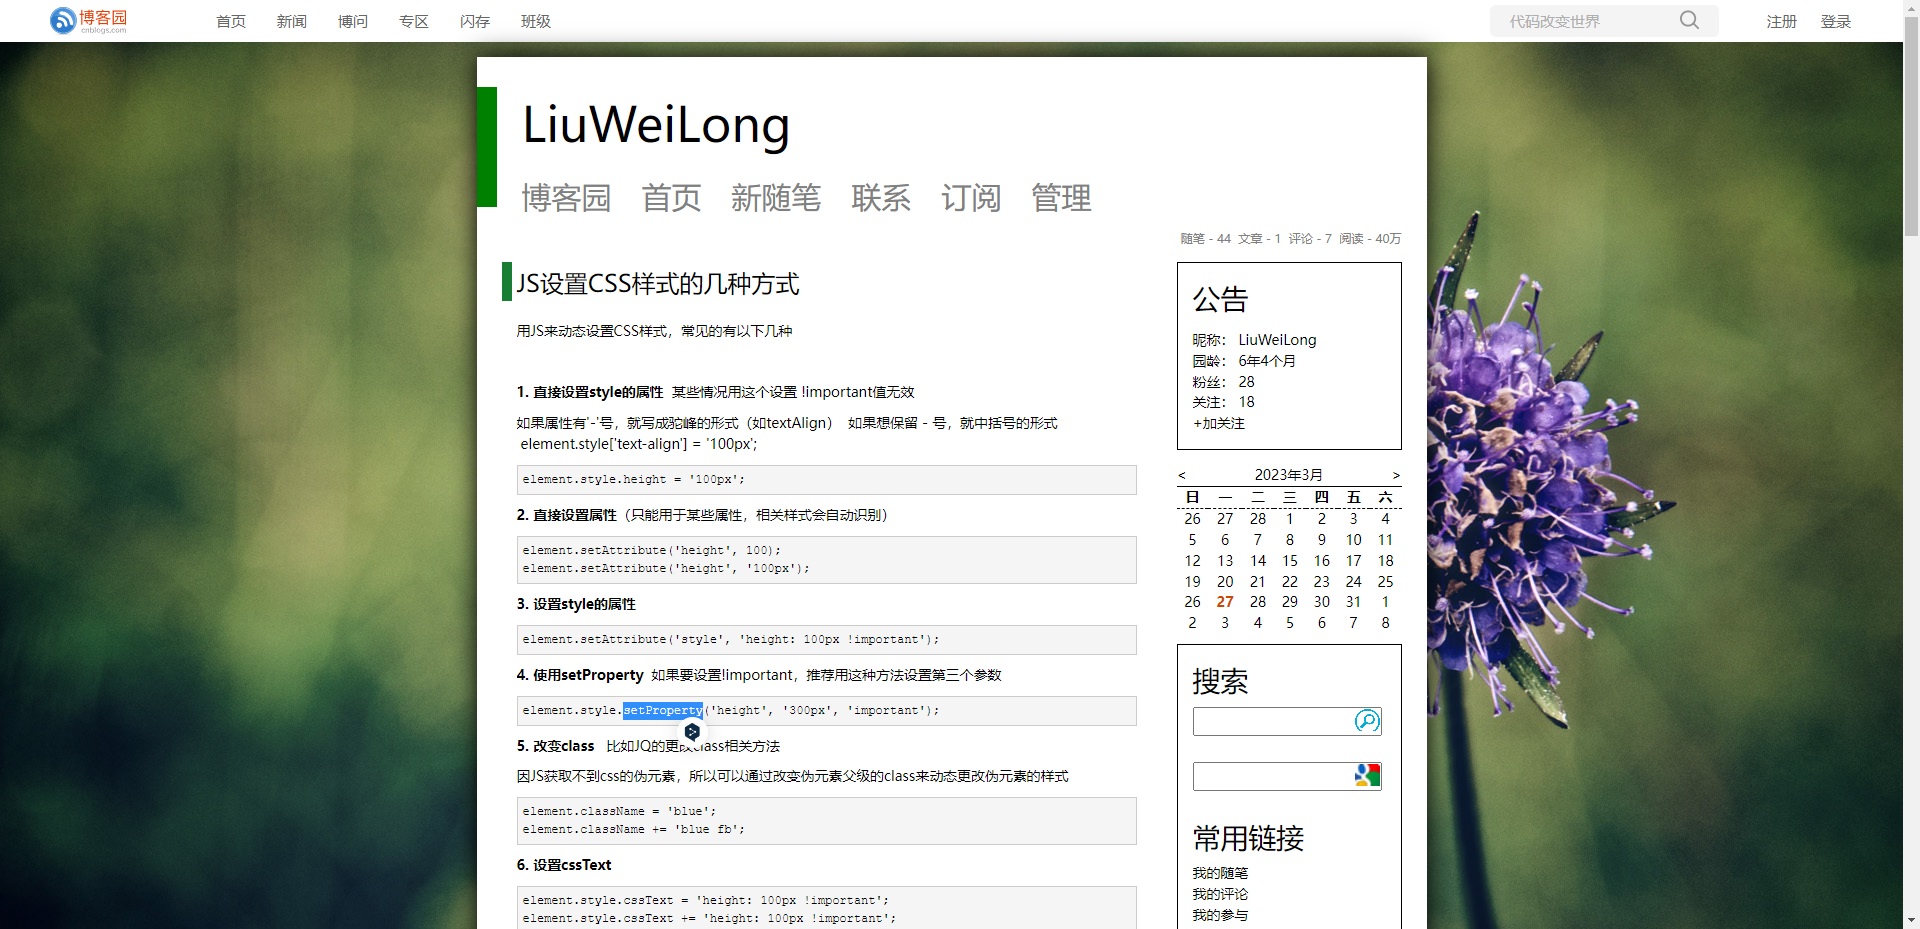 博客园
cnblogs.com
首页 新闻 博问 专区 闪存 班级
代码改变世界
注册 登录
LiuWeiLong
博客园 首页 新随笔 联系 订阅 管理
随笔 - 44 文章 - 1 评论 - 7 阅读 - 40万
JS设置CSS样式的几种方式
用JS来动态设置CSS样式，常见的有以下几种
1. 直接设置style的属性 某些情况用这个设置 !important值无效
如果属性有'-'号，就写成驼峰的形式（如textAlign） 如果想保留 - 号，就中括号的形式
element.style['text-align'] = '100px';
element.style.height = '100px';
2. 直接设置属性（只能用于某些属性，相关样式会自动识别）
element.setAttribute('height', 100);
element.setAttribute('height', '100px');
3. 设置style的属性
element.setAttribute('style', 'height: 100px !important');
4. 使用setProperty 如果要设置!important，推荐用这种方法设置第三个参数
element.style.setProperty('height', '300px', 'important');
5. 改变class 比如JQ的更改class相关方法
因JS获取不到css的伪元素，所以可以通过改变伪元素父级的class来动态更改伪元素的样式
element.className = 'blue';
element.className += 'blue fb';
6. 设置cssText
element.style.cssText = 'height: 100px !important';
element.style.cssText += 'height: 100px !important';
公告
昵称： LiuWeiLong
园龄： 6年4个月
粉丝： 28
关注： 18
+加关注
< 2023年3月 >
日 一 二 三 四 五 六
26 27 28 1 2 3 4
5 6 7 8 9 10 11
12 13 14 15 16 17 18
19 20 21 22 23 24 25
26 27 28 29 30 31 1
2 3 4 5 6 7 8
搜索
常用链接
我的随笔
我的评论
我的参与